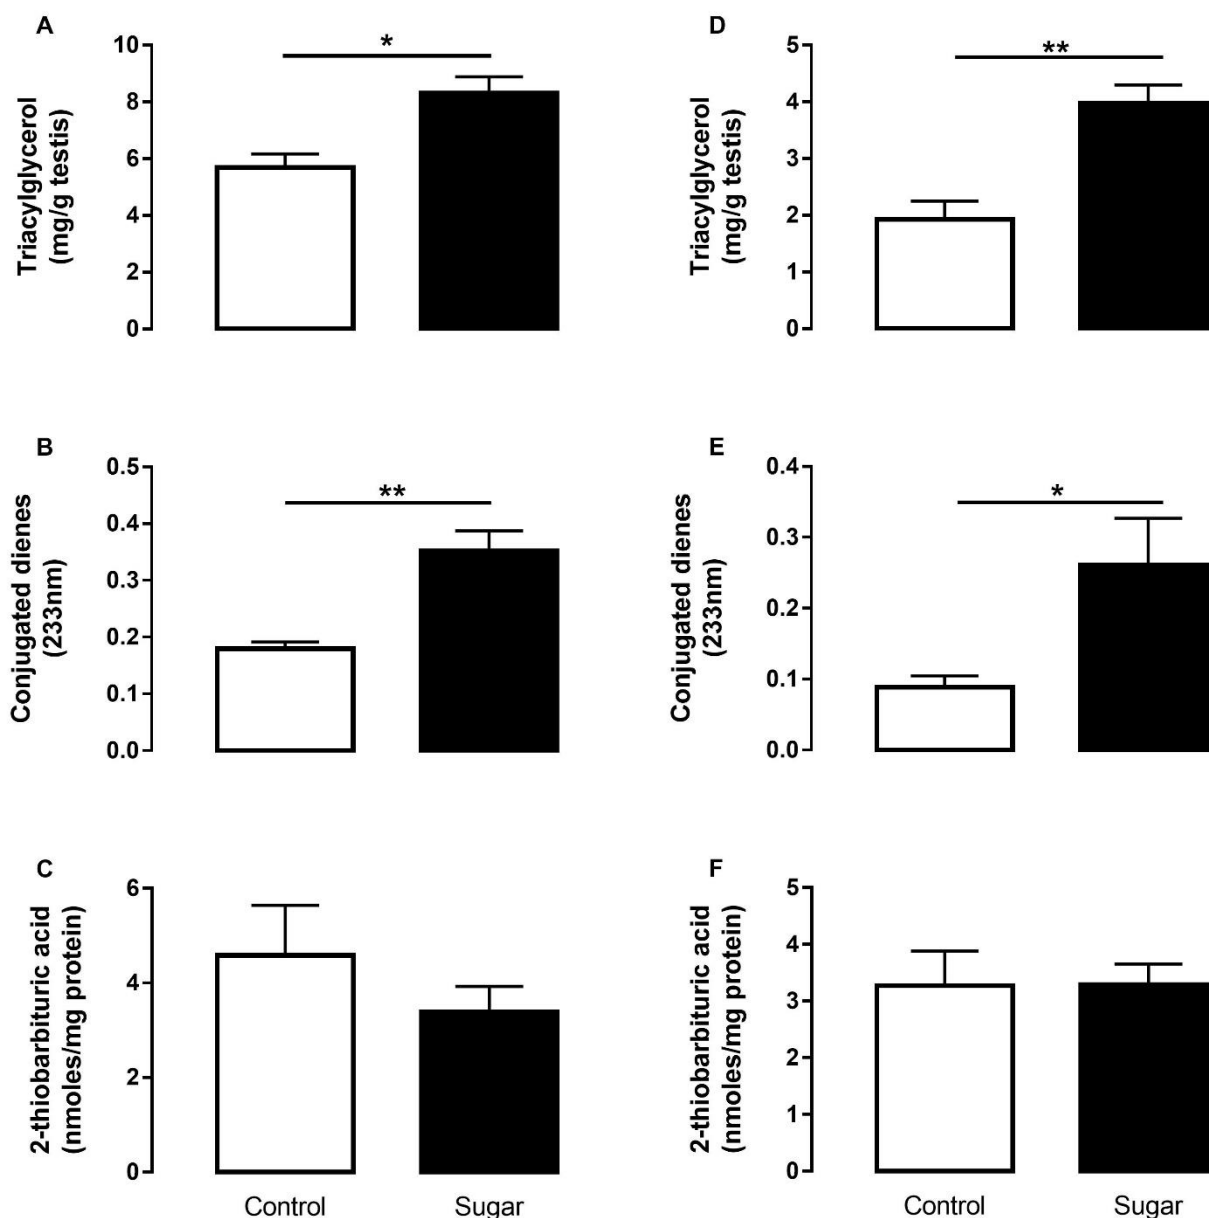 A
Triacylglycerol
(mg/g testis)
10
8
6
4
2
0
*
D
Triacylglycerol
(mg/g testis)
5
4
3
2
1
0
**
B
Conjugated dienes
(233nm)
0.5
0.4
0.3
0.2
0.1
0.0
**
E
Conjugated dienes
(233nm)
0.4
0.3
0.2
0.1
0.0
*
C
2-thiobarbituric acid
(nmoles/mg protein)
6
4
2
0
Control
Sugar
F
2-thiobarbituric acid
(nmoles/mg protein)
5
4
3
2
1
0
Control
Sugar